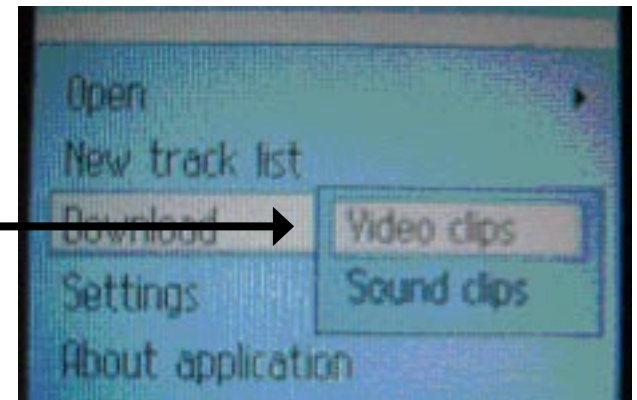 Open
New track list
Download
Video clips
Settings
Sound clips
About application